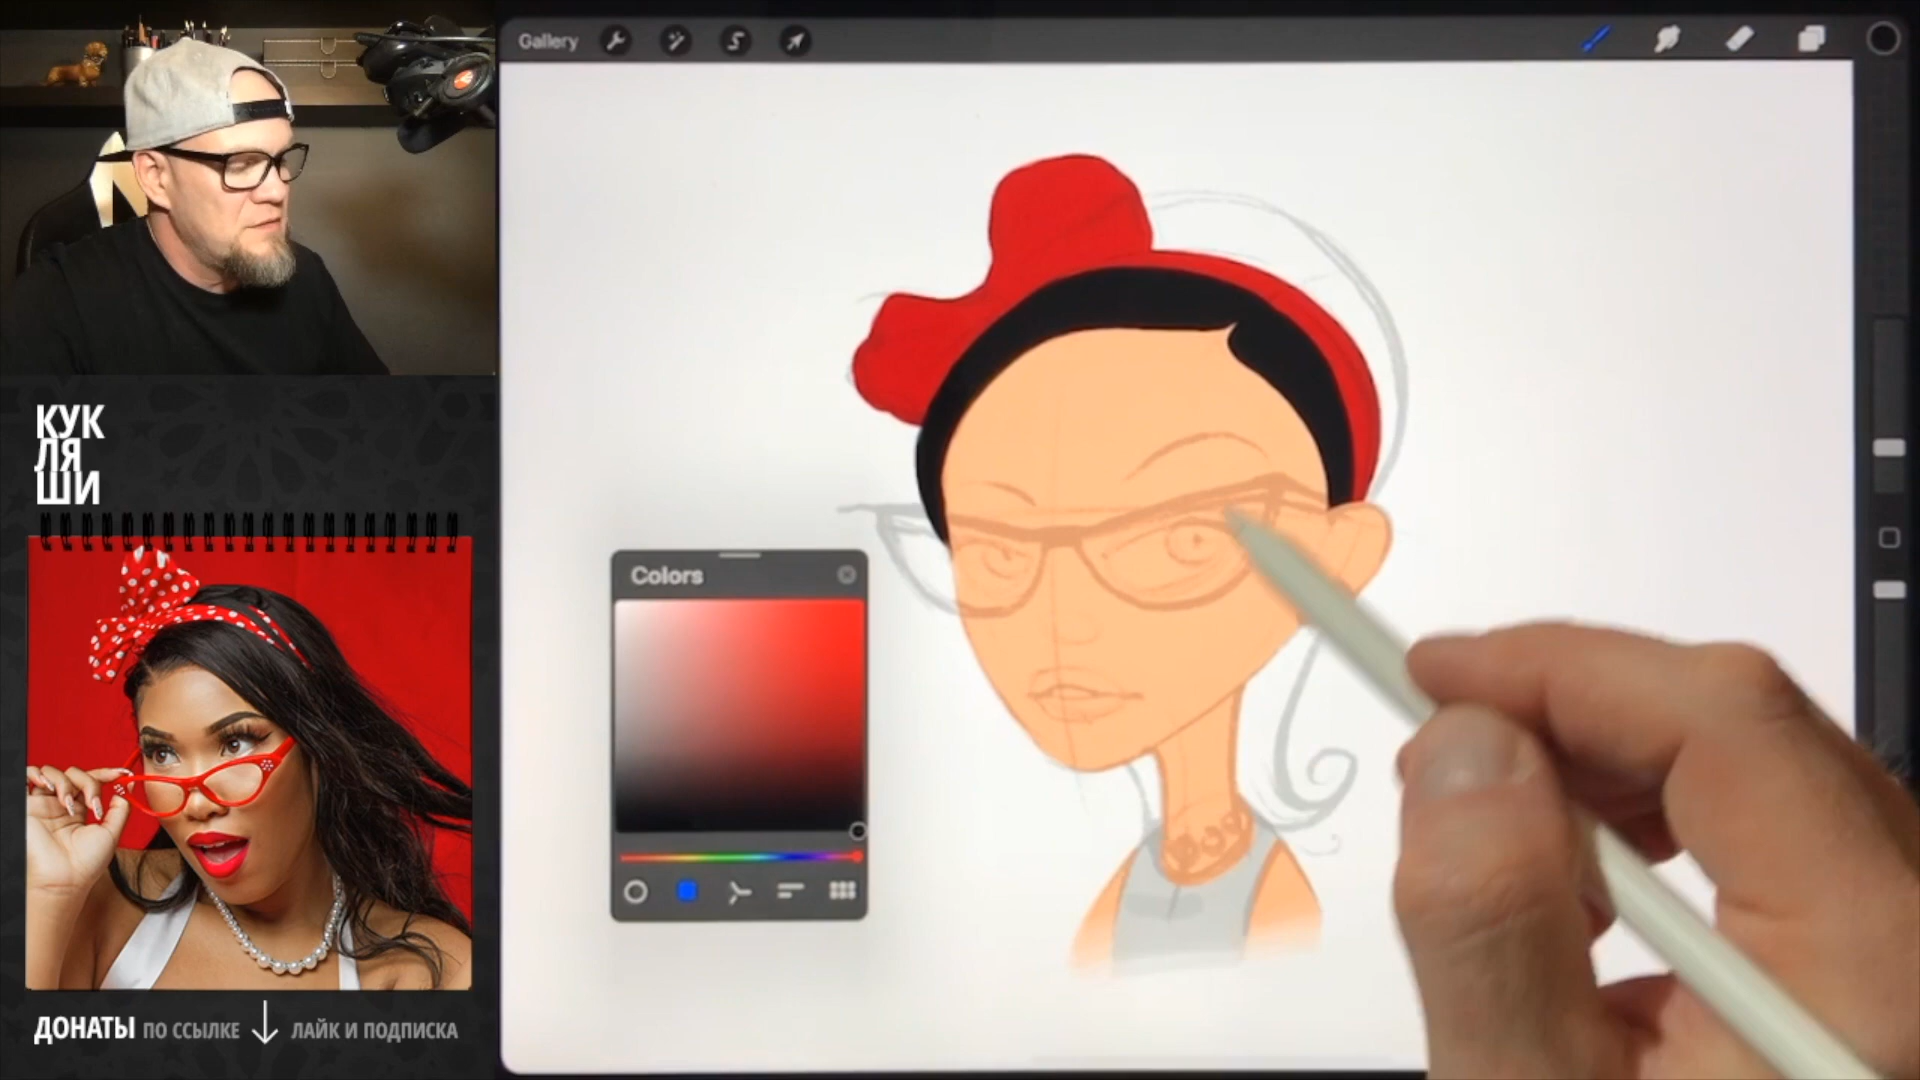 Gallery
КУК
ЛЯ
ШИ
Colors
ДОНАТЫ ПО ССЫЛКЕ ЛАЙК И ПОДПИСКА